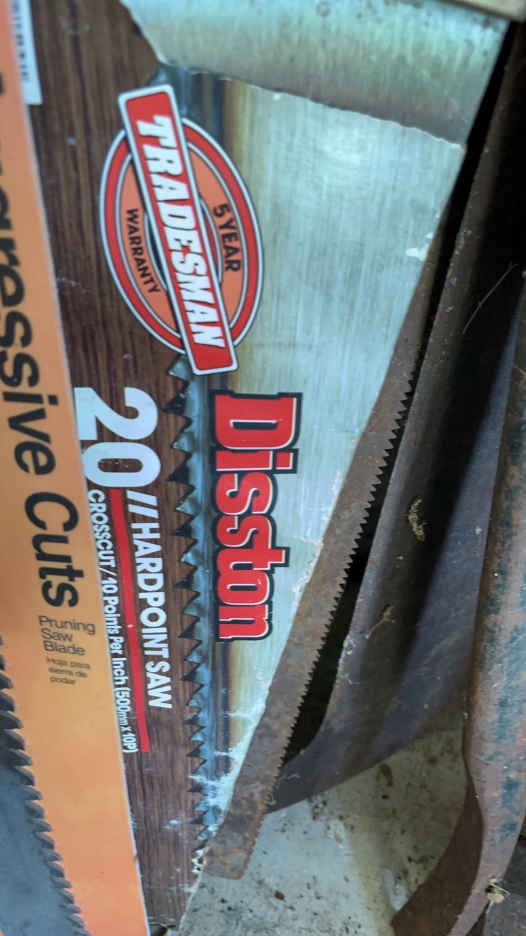 TRADESMAN
5 YEAR
WARRANTY
Disston
20"HARDPOINT SAW
CROSSCUT/10 Points Per Inch (500mm x 10P)
ressive Cuts
Pruning
Saw
Blade
Hoja para
sierra de
podar